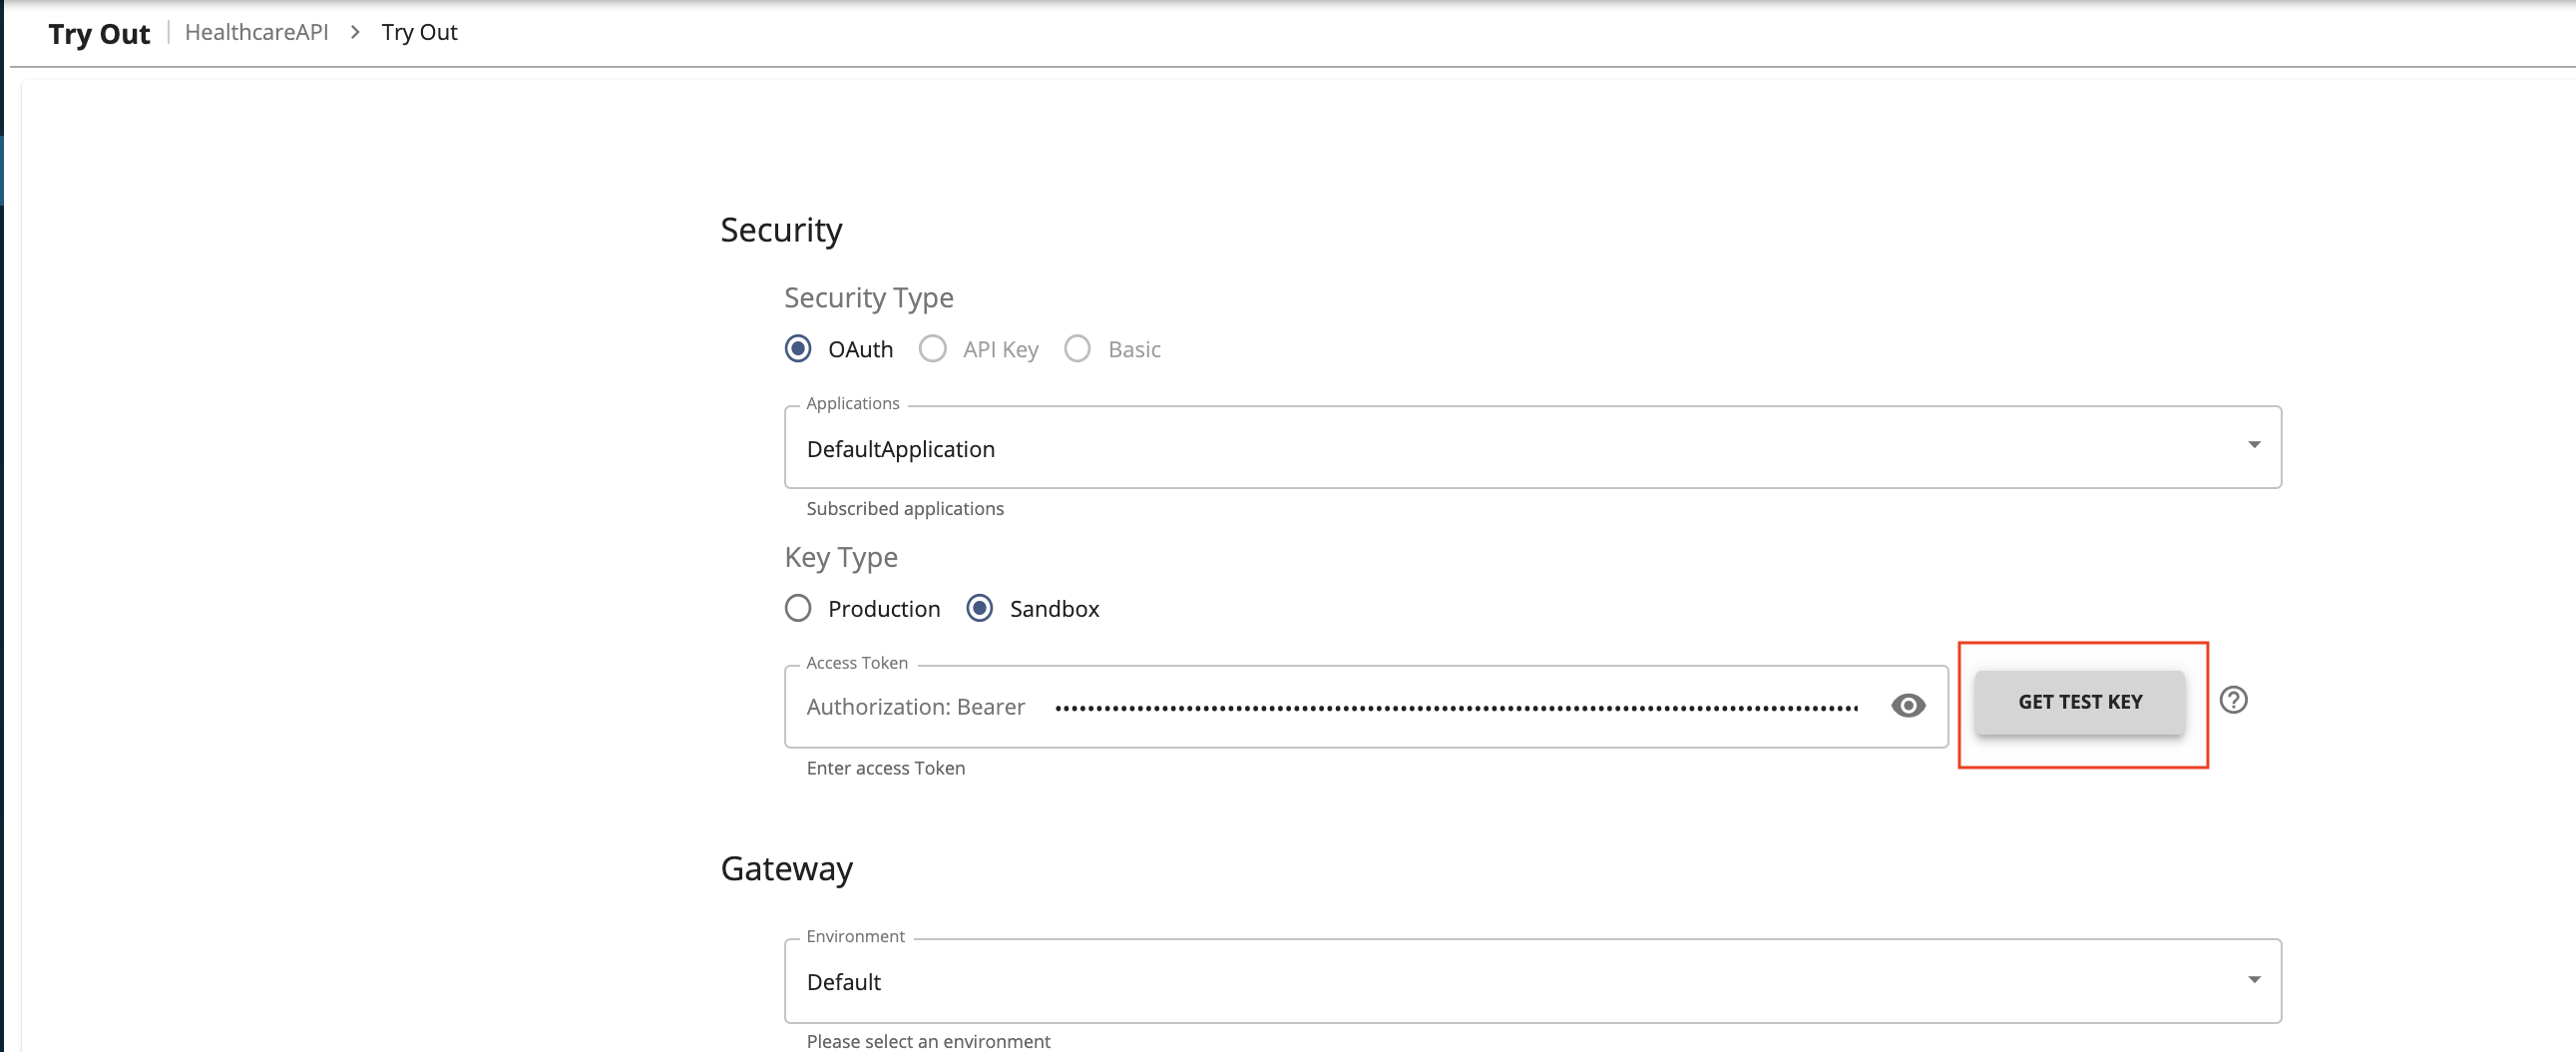 Try Out HealthcareAPI > Try Out
Security
Security Type
OAuth API Key Basic
Applications
DefaultApplication
Subscribed applications
Key Type
Production Sandbox
Access Token
Authorization: Bearer ••••••••••••••••••••••••••••••••••••••••••••••••••••••••••••••••••••••••••••••••••••••••••••••••••• GET TEST KEY ?
Enter access Token
Gateway
Environment
Default
Please select an environment